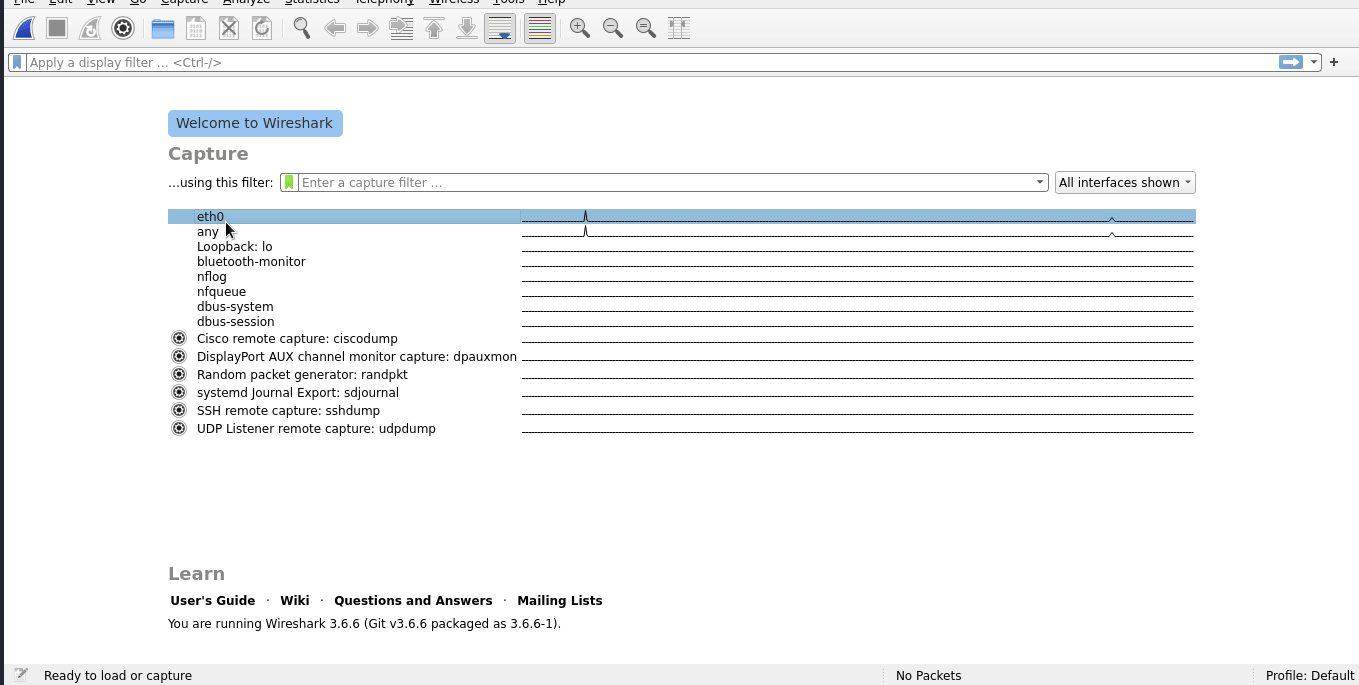 File Edit View Go Capture Analyze Statistics Telephony Wireless Tools Help
Apply a display filter ... <Ctrl-/>
+
Welcome to Wireshark
Capture
...using this filter: Enter a capture filter ... All interfaces shown
eth0
any
Loopback: lo
bluetooth-monitor
nflog
nfqueue
dbus-system
dbus-session
Cisco remote capture: ciscodump
DisplayPort AUX channel monitor capture: dpauxmon
Random packet generator: randpkt
systemd Journal Export: sdjournal
SSH remote capture: sshdump
UDP Listener remote capture: udpdump
Learn
User's Guide · Wiki · Questions and Answers · Mailing Lists
You are running Wireshark 3.6.6 (Git v3.6.6 packaged as 3.6.6-1).
Ready to load or capture No Packets Profile: Default